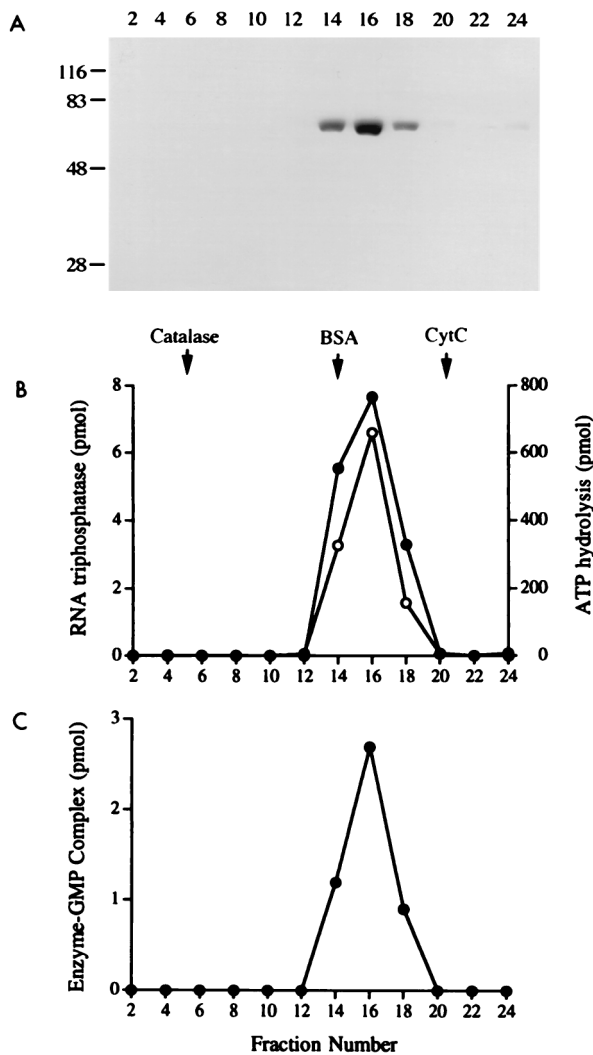 A
2 4 6 8 10 12 14 16 18 20 22 24
116
83
48
28
Catalase BSA CytC
B
RNA triphosphatase (pmol)
8
6
4
2
0
ATP hydrolysis (pmol)
800
600
400
200
0
2 4 6 8 10 12 14 16 18 20 22 24
C
Enzyme-GMP Complex (pmol)
3
2
1
0
2 4 6 8 10 12 14 16 18 20 22 24
Fraction Number